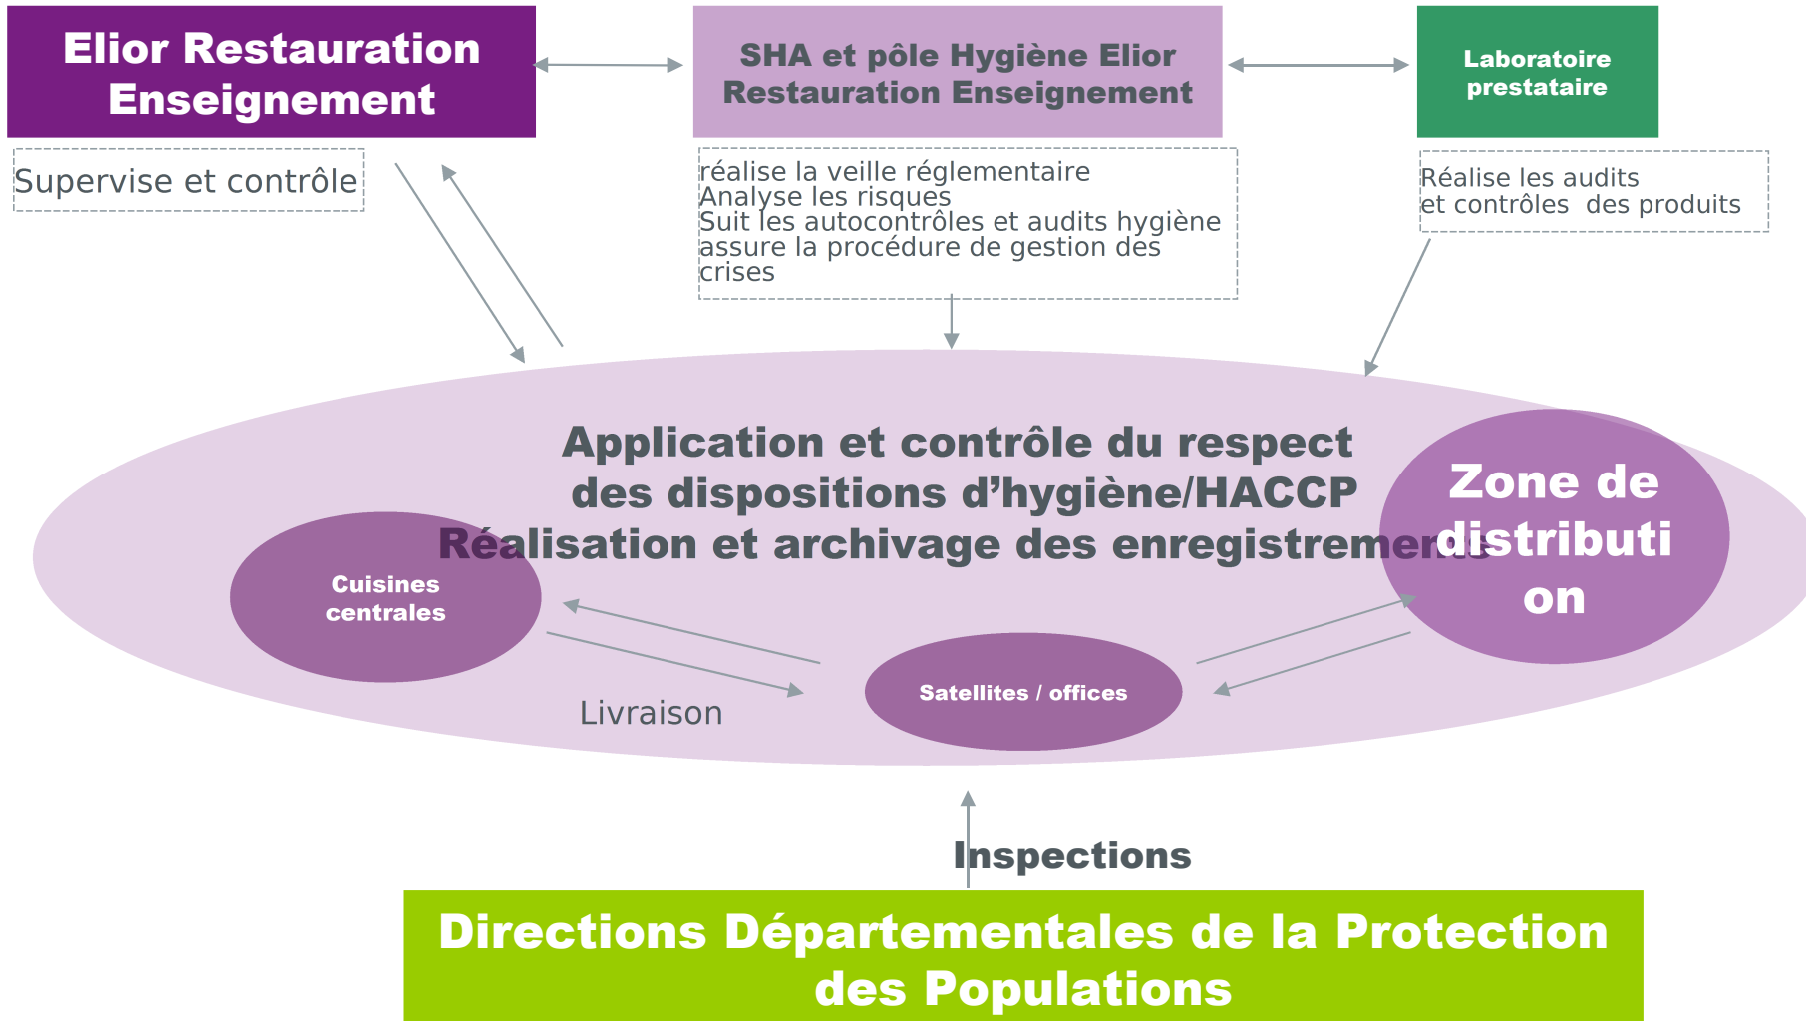 Elior Restauration
Enseignement
SHA et pôle Hygiène Elior
Restauration Enseignement
Laboratoire
prestataire
Supervise et contrôle
réalise la veille réglementaire
Analyse les risques
Suit les autocontrôles et audits hygiène
assure la procédure de gestion des
crises
Réalise les audits
et contrôles des produits
Application et contrôle du respect
des dispositions d’hygiène/HACCP
Réalisation et archivage des enregistrements
Zone de
distributi
on
Cuisines
centrales
Satellites / offices
Livraison
Inspections
Directions Départementales de la Protection
des Populations